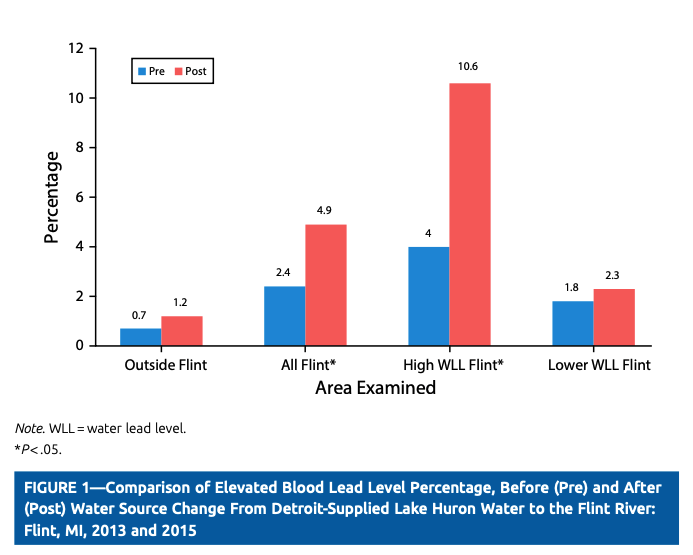 12
10
8
6
4
2
0
Percentage
Pre Post
0.7 1.2
2.4 4.9
4 10.6
1.8 2.3
Outside Flint All Flint* High WLL Flint* Lower WLL Flint
Area Examined
Note. WLL = water lead level.
*P< .05.
FIGURE 1—Comparison of Elevated Blood Lead Level Percentage, Before (Pre) and After
(Post) Water Source Change From Detroit-Supplied Lake Huron Water to the Flint River:
Flint, MI, 2013 and 2015